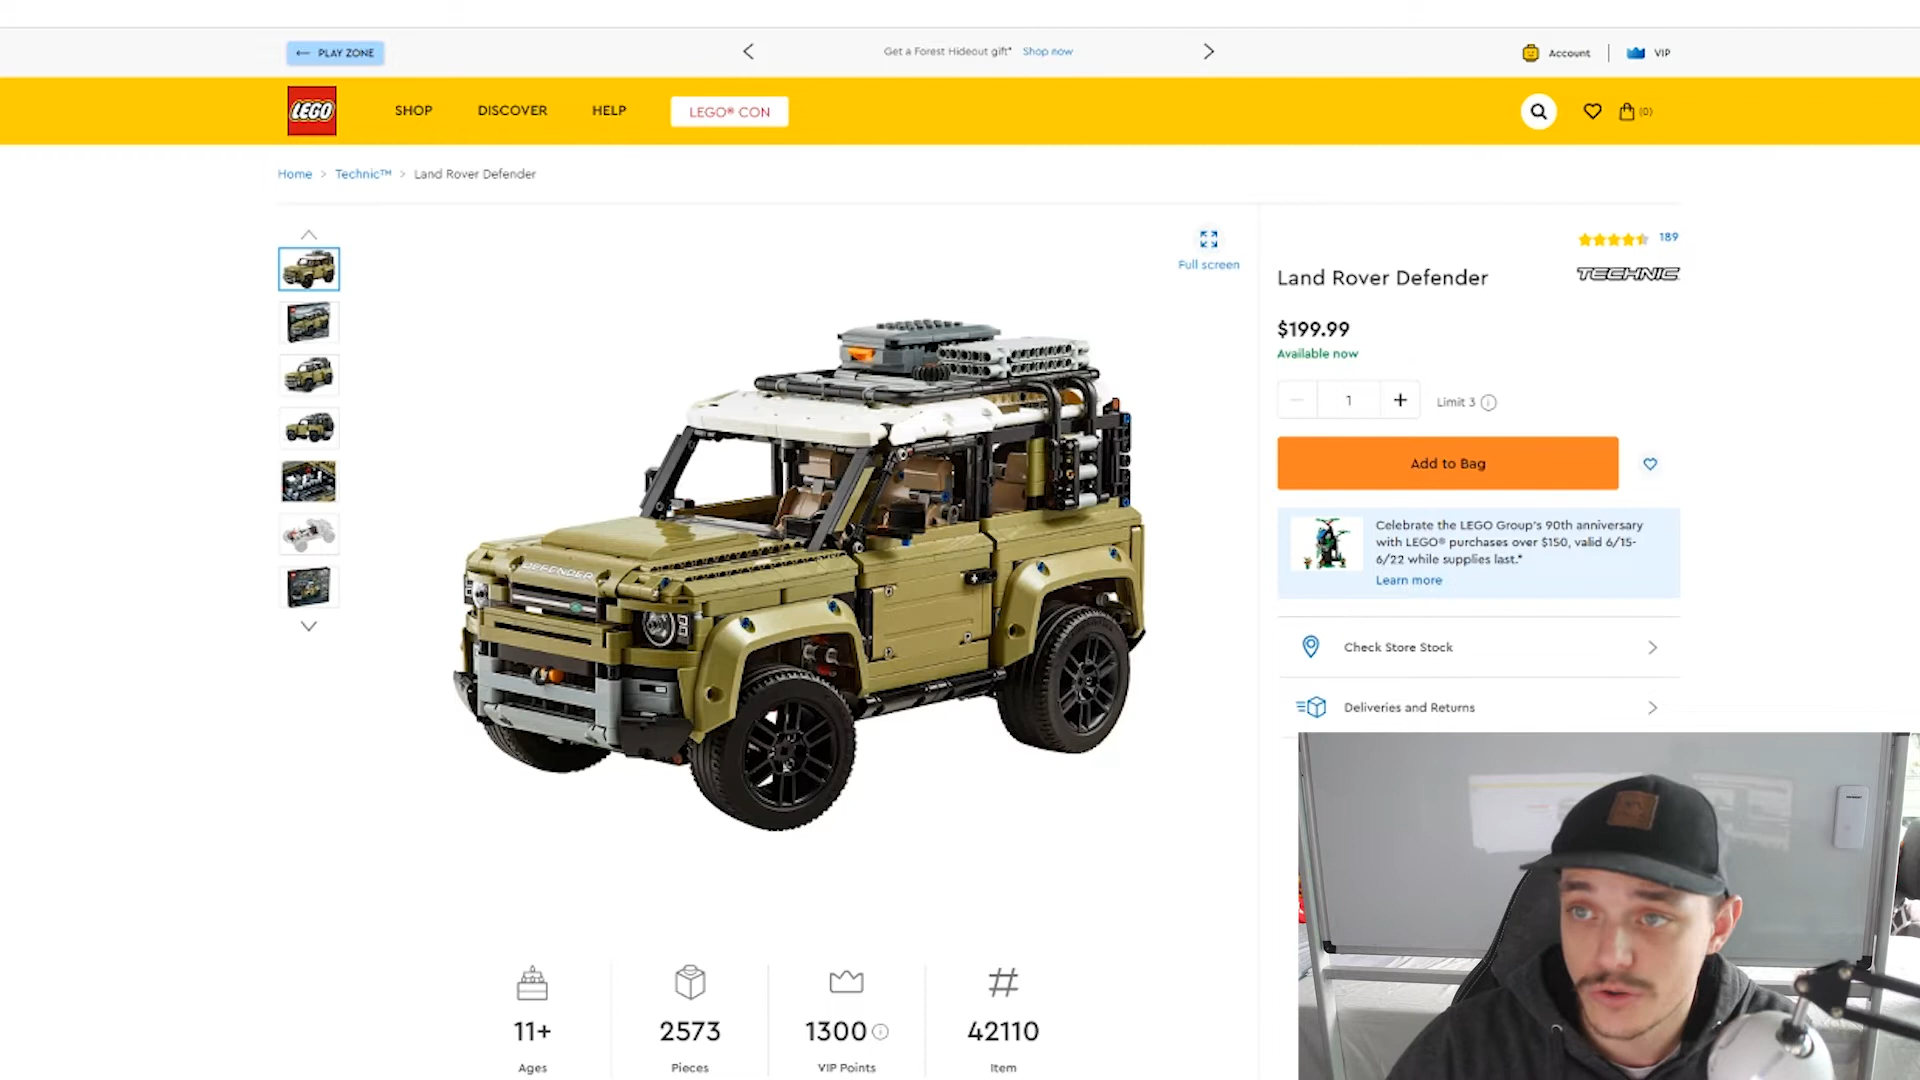 ← PLAY ZONE
Get a Forest Hideout gift* Shop now
Account
VIP
LEGO
SHOP
DISCOVER
HELP
LEGO® CON
(0)
Home > Technic™ > Land Rover Defender
Full screen
189
TECHNIC
Land Rover Defender
$199.99
Available now
1
Limit 3
Add to Bag
Celebrate the LEGO Group's 90th anniversary
with LEGO® purchases over $150, valid 6/15-
6/22 while supplies last.*
Learn more
Check Store Stock
Deliveries and Returns
DEFENDER
11+
Ages
2573
Pieces
1300
VIP Points
42110
Item